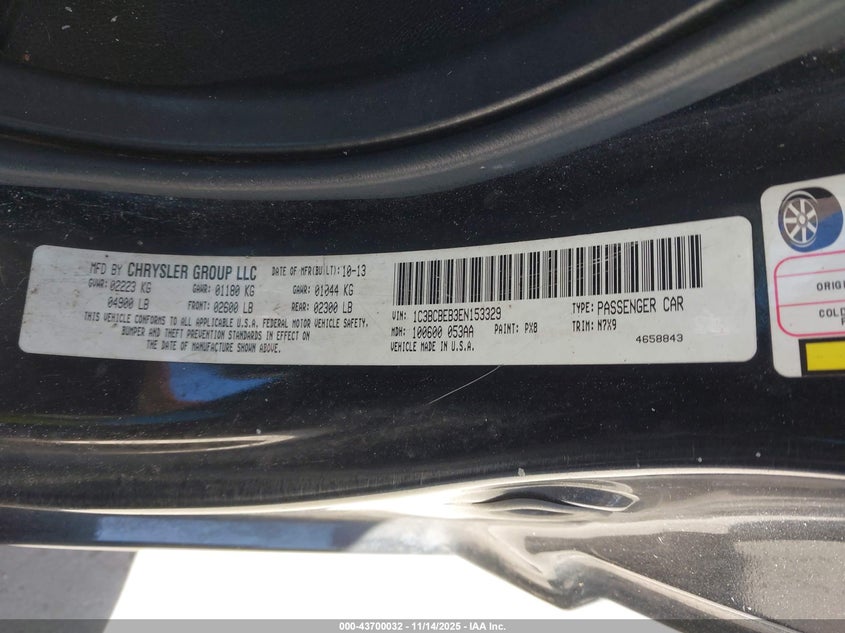 MFD BY CHRYSLER GROUP LLC DATE OF MFR(BUILT): 10-13
GVWR: 02223 KG GAWR: 01180 KG GAWR: 01044 KG
04900 LB FRONT: 02600 LB REAR: 02300 LB
THIS VEHICLE CONFORMS TO ALL APPLICABLE U.S.A. FEDERAL MOTOR VEHICLE SAFETY,
BUMPER AND THEFT PREVENTION STANDARDS IN EFFECT ON
THE DATE OF MANUFACTURE SHOWN ABOVE.
VIN: 1C3BCBEB3EN153329 TYPE: PASSENGER CAR
MDH: 100600 053AA PAINT: PX8 TRIM: N7X9
VEHICLE MADE IN U.S.A. 4658843
ORIGI
COLD
000-43700032 - 11/14/2025 - IAA Inc.